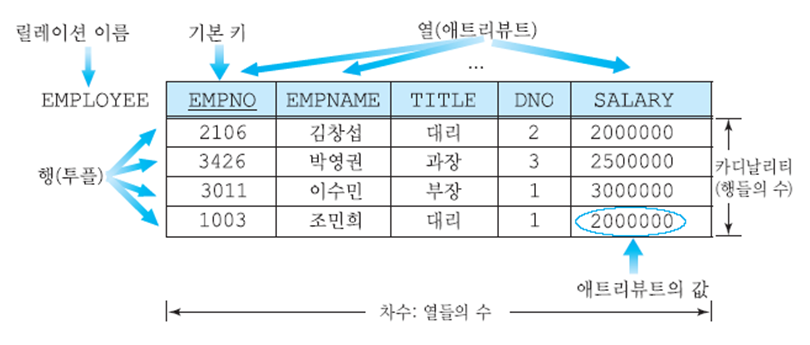 릴레이션 이름 기본 키 열(애트리뷰트)
...
EMPLOYEE EMPNO EMPNAME TITLE DNO SALARY
2106 김창섭 대리 2 2000000
3426 박영권 과장 3 2500000
3011 이수민 부장 1 3000000
1003 조민희 대리 1 2000000
행(투플)
카디날리티
(행들의 수)
애트리뷰트의 값
차수: 열들의 수